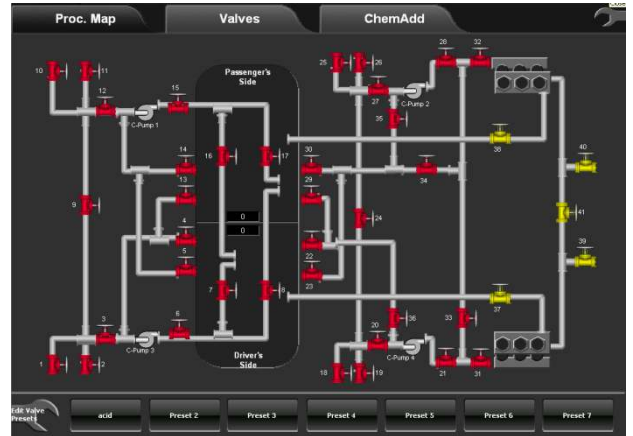 Close
Proc. Map
Valves
ChemAdd
10
11
12
15
C-Pump 1
Passenger's
Side
25
26
27
28
32
C-Pump 2
35
38
40
14
13
16
17
30
29
34
9
4
5
0
0
24
22
23
41
39
7
8
37
3
6
C-Pump 3
1
2
Driver's
Side
36
33
20
C-Pump 4
18
19
21
31
Edit Valve
Presets
acid
Preset 2
Preset 3
Preset 4
Preset 5
Preset 6
Preset 7